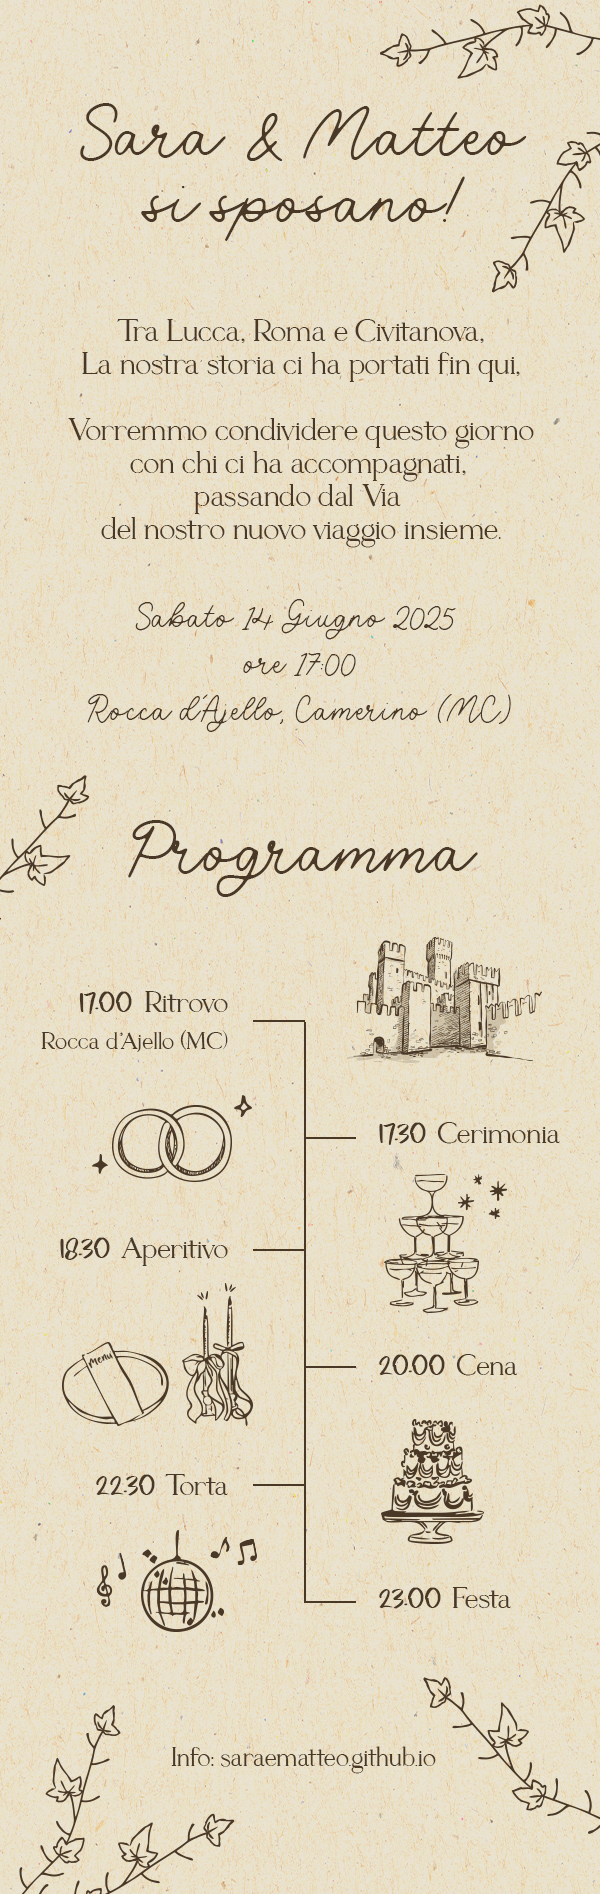 Sara & Matteo
si sposano!
Tra Lucca, Roma e Civitanova,
La nostra storia ci ha portati fin qui,
Vorremmo condividere questo giorno
con chi ci ha accompagnati,
passando dal Via
del nostro nuovo viaggio insieme.
Sabato 14 Giugno 2025
ore 17:00
Rocca d'Ajello, Camerino (MC)
Programma
17.00 Ritrovo
Rocca d'Ajello (MC)
17.30 Cerimonia
18.30 Aperitivo
Menu
20.00 Cena
22.30 Torta
23.00 Festa
Info: saraematteo.github.io